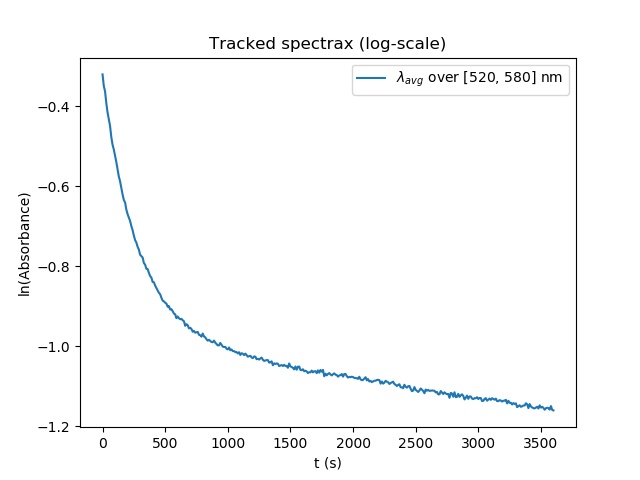 Tracked spectrax (log-scale)
λavg over [520, 580] nm
ln(Absorbance)
−0.4
−0.6
−0.8
−1.0
−1.2
0 500 1000 1500 2000 2500 3000 3500
t (s)